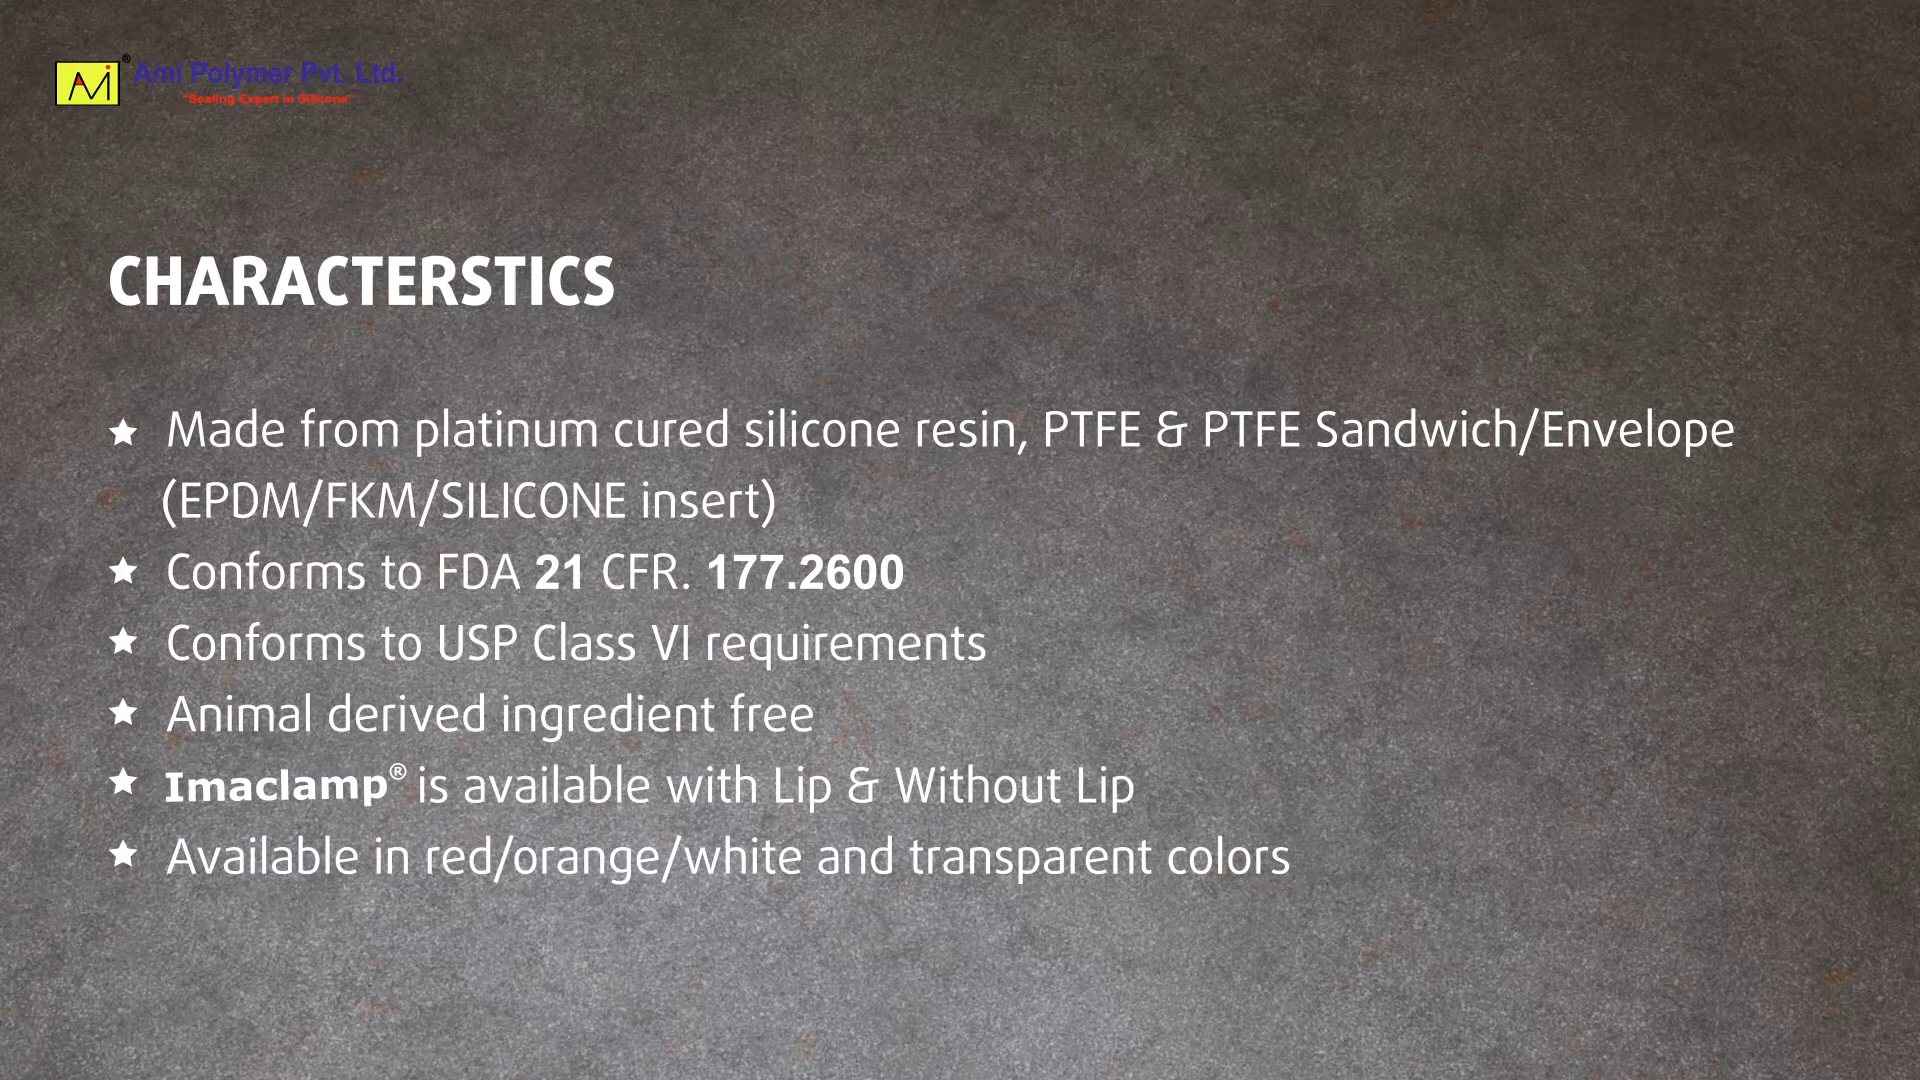 AMi® Ami Polymer Pvt. Ltd.
"Sealing Expert in Silicone"
CHARACTERSTICS
★ Made from platinum cured silicone resin, PTFE & PTFE Sandwich/Envelope
(EPDM/FKM/SILICONE insert)
★ Conforms to FDA 21 CFR. 177.2600
★ Conforms to USP Class VI requirements
★ Animal derived ingredient free
★ Imaclamp® is available with Lip & Without Lip
★ Available in red/orange/white and transparent colors